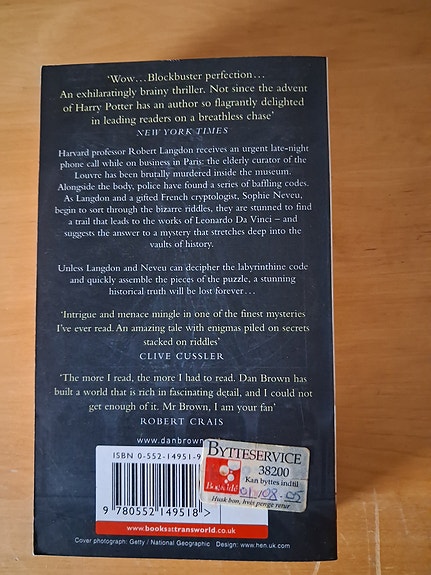 ‘Wow...Blockbuster perfection...
An exhilaratingly brainy thriller. Not since the advent
of Harry Potter has an author so flagrantly delighted
in leading readers on a breathless chase’
NEW YORK TIMES
Harvard professor Robert Langdon receives an urgent late-night
phone call while on business in Paris: the elderly curator of the
Louvre has been brutally murdered inside the museum.
Alongside the body, police have found a series of baffling codes.
As Langdon and a gifted French cryptologist, Sophie Neveu,
begin to sort through the bizarre riddles, they are stunned to find
a trail that leads to the works of Leonardo Da Vinci – and
suggests the answer to a mystery that stretches deep into the
vaults of history.
Unless Langdon and Neveu can decipher the labyrinthine code
and quickly assemble the pieces of the puzzle, a stunning
historical truth will be lost forever...
‘Intrigue and menace mingle in one of the finest mysteries
I’ve ever read. An amazing tale with enigmas piled on secrets
stacked on riddles’
CLIVE CUSSLER
‘The more I read, the more I had to read. Dan Brown has
built a world that is rich in fascinating detail, and I could not
get enough of it. Mr Brown, I am your fan’
ROBERT CRAIS
www.danbrown
ISBN 0-552-14951-9
BYTTESERVICE
38200
Kan byttes indtil
01/08-05
Husk bon, hvis penge retur
9 780552 149518 >
www.booksattransworld.co.uk
Cover photograph: Getty / National Geographic Design: www.hen.uk.com